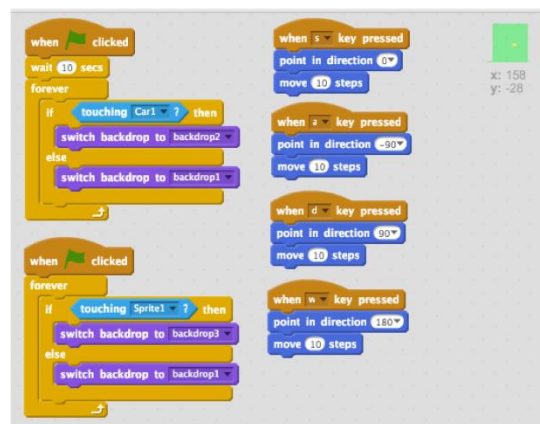 when clicked
wait 10 secs
forever
if touching Car1 ? then
switch backdrop to backdrop2
else
switch backdrop to backdrop1
when clicked
forever
if touching Sprite1 ? then
switch backdrop to backdrop3
else
switch backdrop to backdrop1
when s key pressed
point in direction 0
move 10 steps
when a key pressed
point in direction -90
move 10 steps
when d key pressed
point in direction 90
move 10 steps
when w key pressed
point in direction 180
move 10 steps
x: 158
y: -28